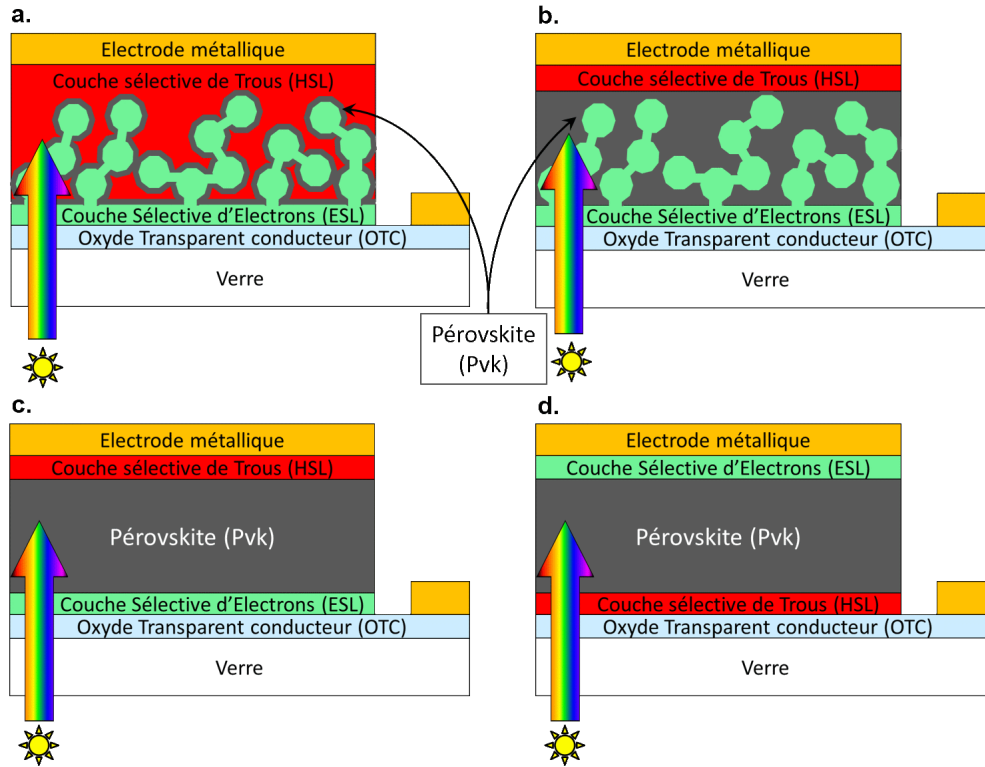 a.
Electrode métallique
Couche sélective de Trous (HSL)
Couche Sélective d'Electrons (ESL)
Oxyde Transparent conducteur (OTC)
Verre
b.
Electrode métallique
Couche sélective de Trous (HSL)
Couche Sélective d'Electrons (ESL)
Oxyde Transparent conducteur (OTC)
Verre
Pérovskite
(Pvk)
c.
Electrode métallique
Couche sélective de Trous (HSL)
Pérovskite (Pvk)
Couche Sélective d'Electrons (ESL)
Oxyde Transparent conducteur (OTC)
Verre
d.
Electrode métallique
Couche Sélective d'Electrons (ESL)
Pérovskite (Pvk)
Couche sélective de Trous (HSL)
Oxyde Transparent conducteur (OTC)
Verre